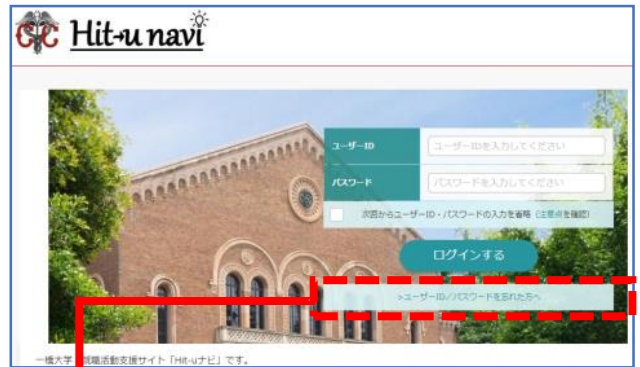 Hit-u navi
ユーザーID
ユーザーIDを入力してください
パスワード
パスワードを入力してください
次回からユーザーID・パスワードの入力を省略(注意点を確認)
ログインする
>ユーザーID/パスワードを忘れた方へ
一橋大学 就職活動支援サイト「Hit-uナビ」です。